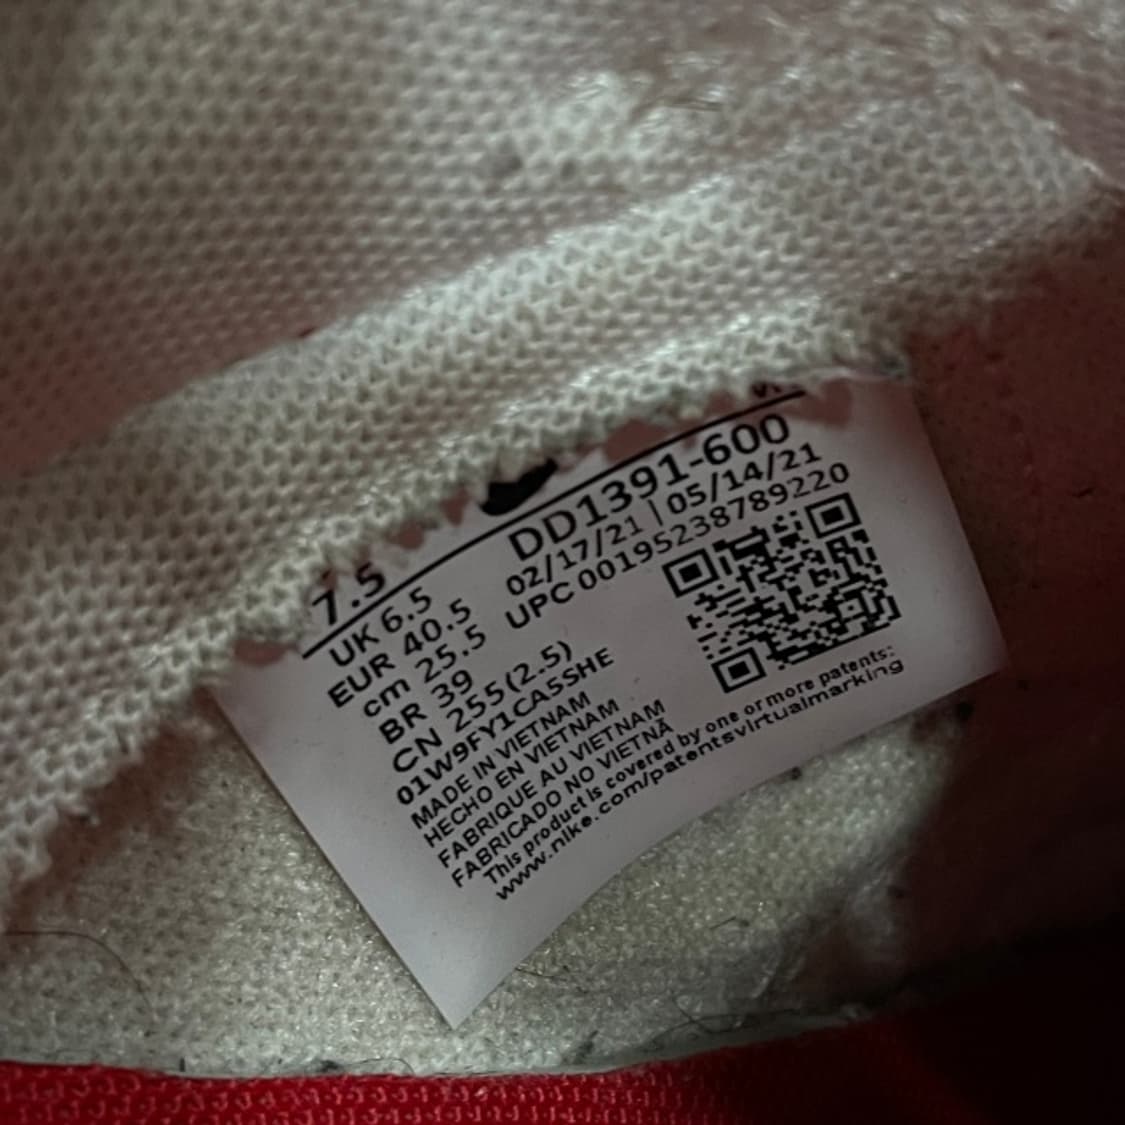 7.5
DD1391-600
02/17/21 | 05/14/21
UPC 00195238789220
UK 6.5
EUR 40.5
cm 25.5
BR 39
CN 255(2.5)
01W9FY1CA5SHE
MADE IN VIETNAM
HECHO EN VIETNAM
FABRIQUE AU VIETNAM
FABRICADO NO VIETNÃ
This product is covered by one or more patents:
www.nike.com/patentsvirtualmarking